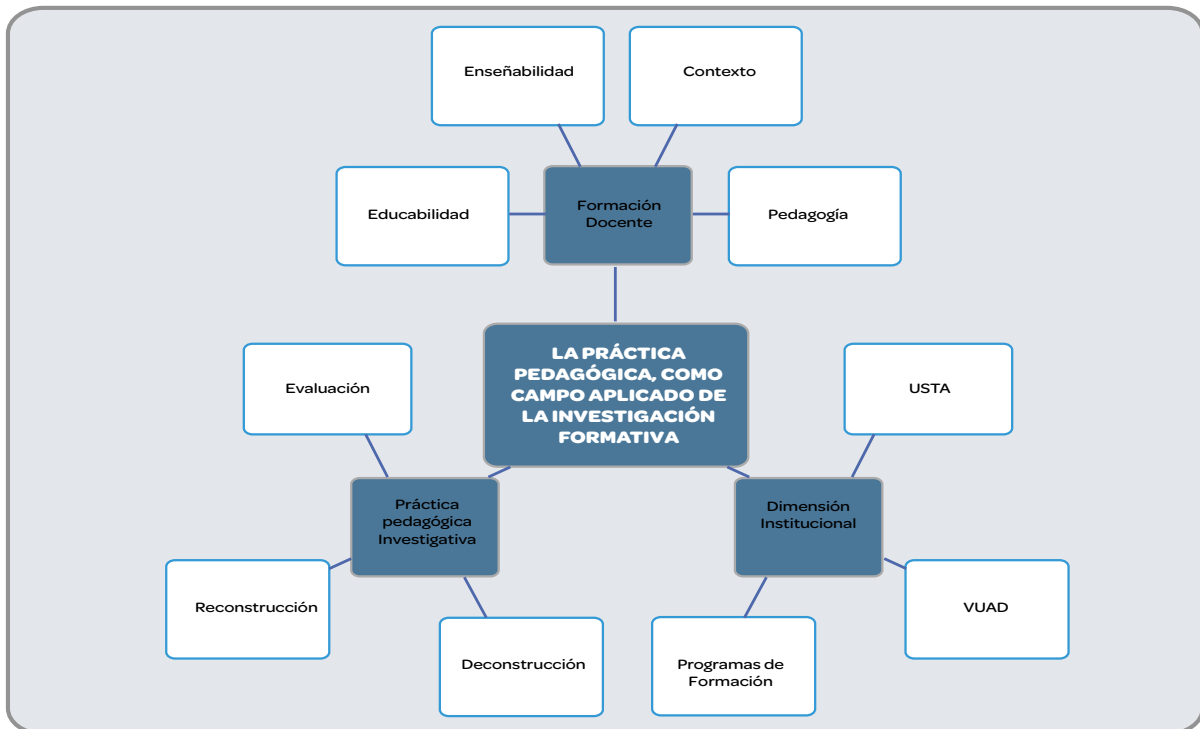 Enseñabilidad
Contexto
Educabilidad
Formación
Docente
Pedagogía
LA PRÁCTICA
PEDAGÓGICA, COMO
CAMPO APLICADO DE
LA INVESTIGACIÓN
FORMATIVA
Evaluación
USTA
Práctica
pedagógica
Investigativa
Dimensión
Institucional
Reconstrucción
VUAD
Deconstrucción
Programas de
Formación